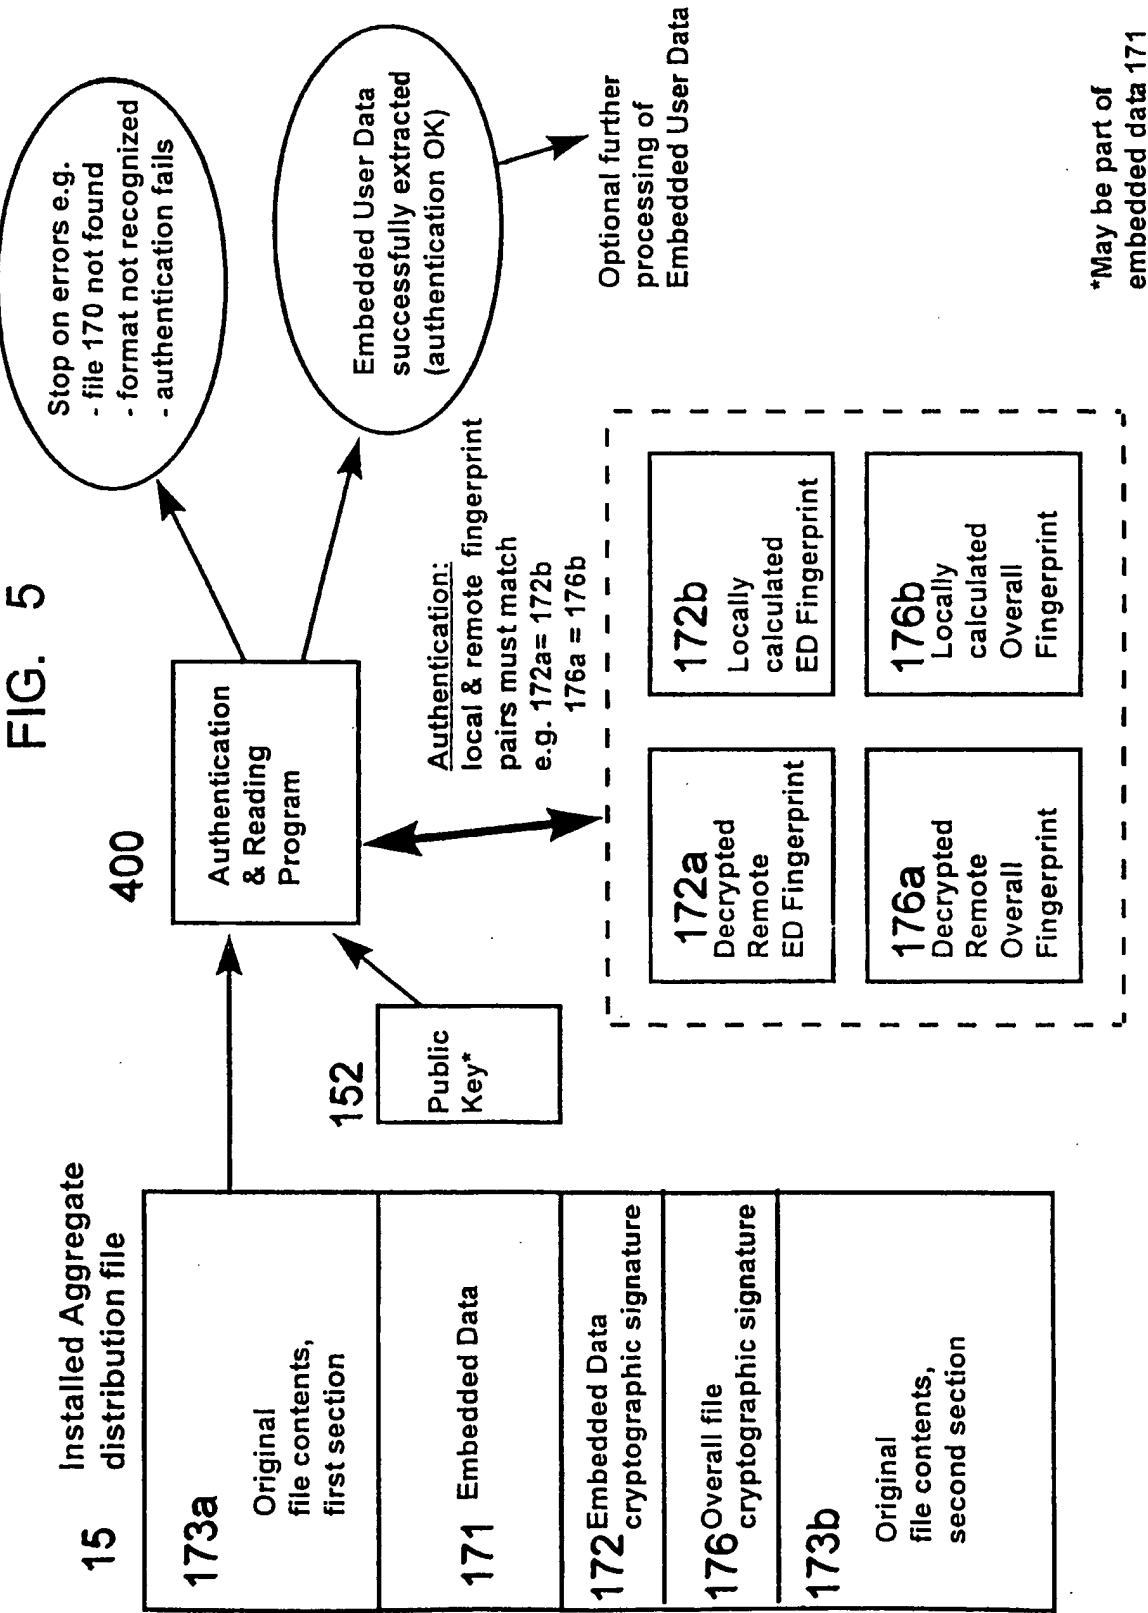 FIG. 5
15
Installed Aggregate
distribution file
173a
Original
file contents,
first section
171 Embedded Data
172 Embedded Data
cryptographic signature
176 Overall file
cryptographic signature
173b
Original
file contents,
second section
152
Public
Key*
400
Authentication
& Reading
Program
Stop on errors e.g.
- file 170 not found
- format not recognized
- authentication fails
Embedded User Data
successfully extracted
(authentication OK)
Optional further
processing of
Embedded User Data
Authentication:
local & remote fingerprint
pairs must match
e.g. 172a= 172b
176a = 176b
172a
Decrypted
Remote
ED Fingerprint
172b
Locally
calculated
ED Fingerprint
176a
Decrypted
Remote
Overall
Fingerprint
176b
Locally
calculated
Overall
Fingerprint
*May be part of
embedded data 171